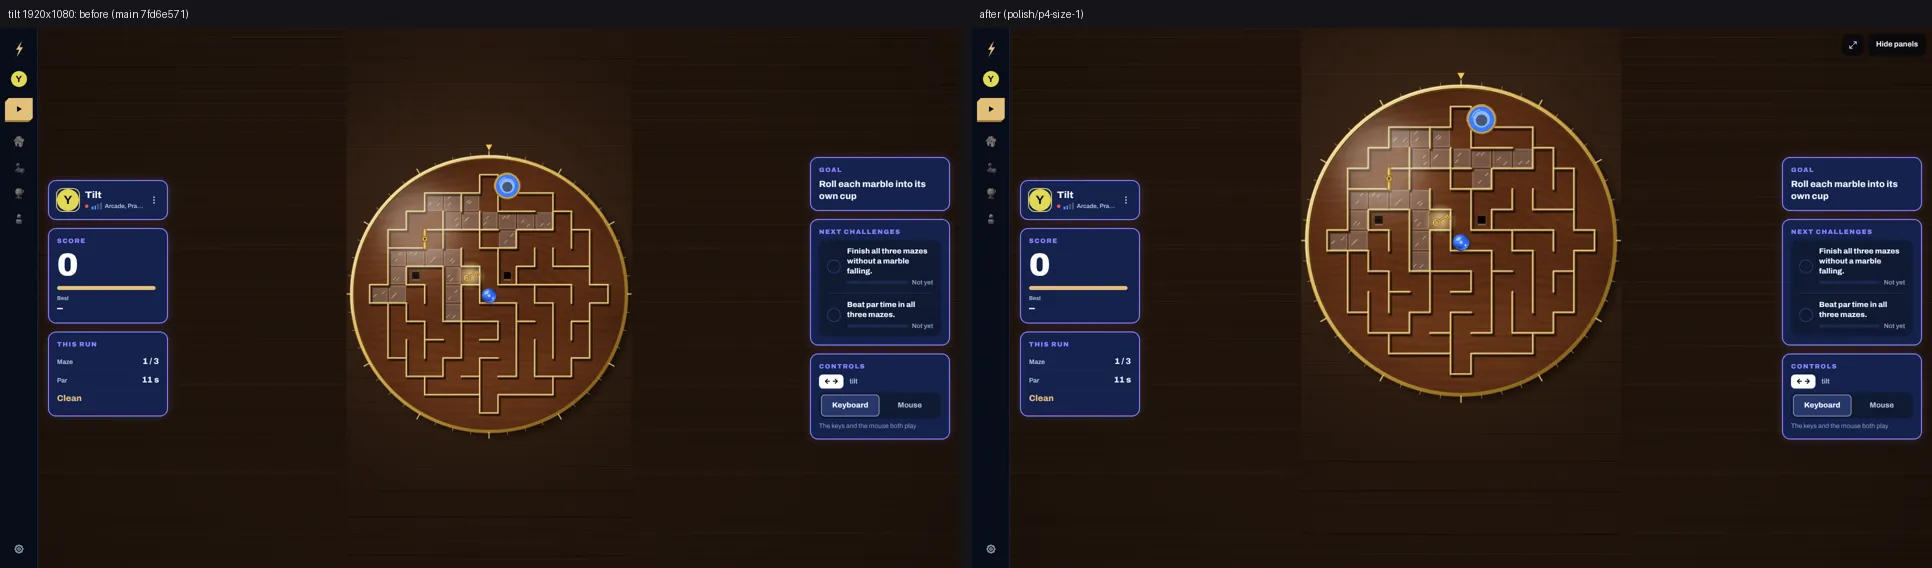 tilt 1920x1080: before (main 7fd6e571)
Y
Y
Tilt
Arcade, Pra...
SCORE
0
Best
–
THIS RUN
Maze 1 / 3
Par 11 s
Clean
GOAL
Roll each marble into its
own cup
NEXT CHALLENGES
Finish all three mazes
without a marble
falling.
Not yet
Beat par time in all
three mazes.
Not yet
CONTROLS
← → tilt
Keyboard Mouse
The keys and the mouse both play
after (polish/p4-size-1)
Hide panels
Y
Y
Tilt
Arcade, Pra...
SCORE
0
Best
–
THIS RUN
Maze 1 / 3
Par 11 s
Clean
GOAL
Roll each marble into its
own cup
NEXT CHALLENGES
Finish all three mazes
without a marble
falling.
Not yet
Beat par time in all
three mazes.
Not yet
CONTROLS
← → tilt
Keyboard Mouse
The keys and the mouse both play